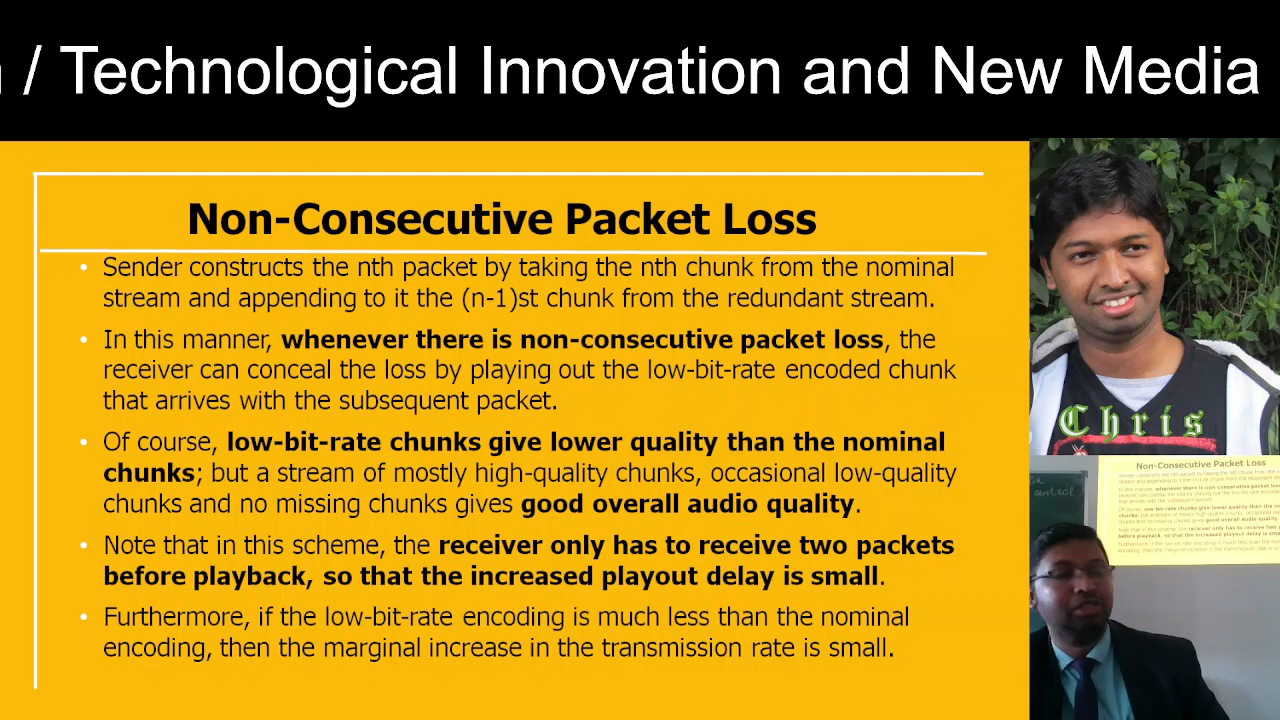 / Technological Innovation and New Media
Non-Consecutive Packet Loss
• Sender constructs the nth packet by taking the nth chunk from the nominal
stream and appending to it the (n-1)st chunk from the redundant stream.
• In this manner, whenever there is non-consecutive packet loss, the
receiver can conceal the loss by playing out the low-bit-rate encoded chunk
that arrives with the subsequent packet.
• Of course, low-bit-rate chunks give lower quality than the nominal
chunks; but a stream of mostly high-quality chunks, occasional low-quality
chunks and no missing chunks gives good overall audio quality.
• Note that in this scheme, the receiver only has to receive two packets
before playback, so that the increased playout delay is small.
• Furthermore, if the low-bit-rate encoding is much less than the nominal
encoding, then the marginal increase in the transmission rate is small.
Chris
Non-Consecutive Packet Loss